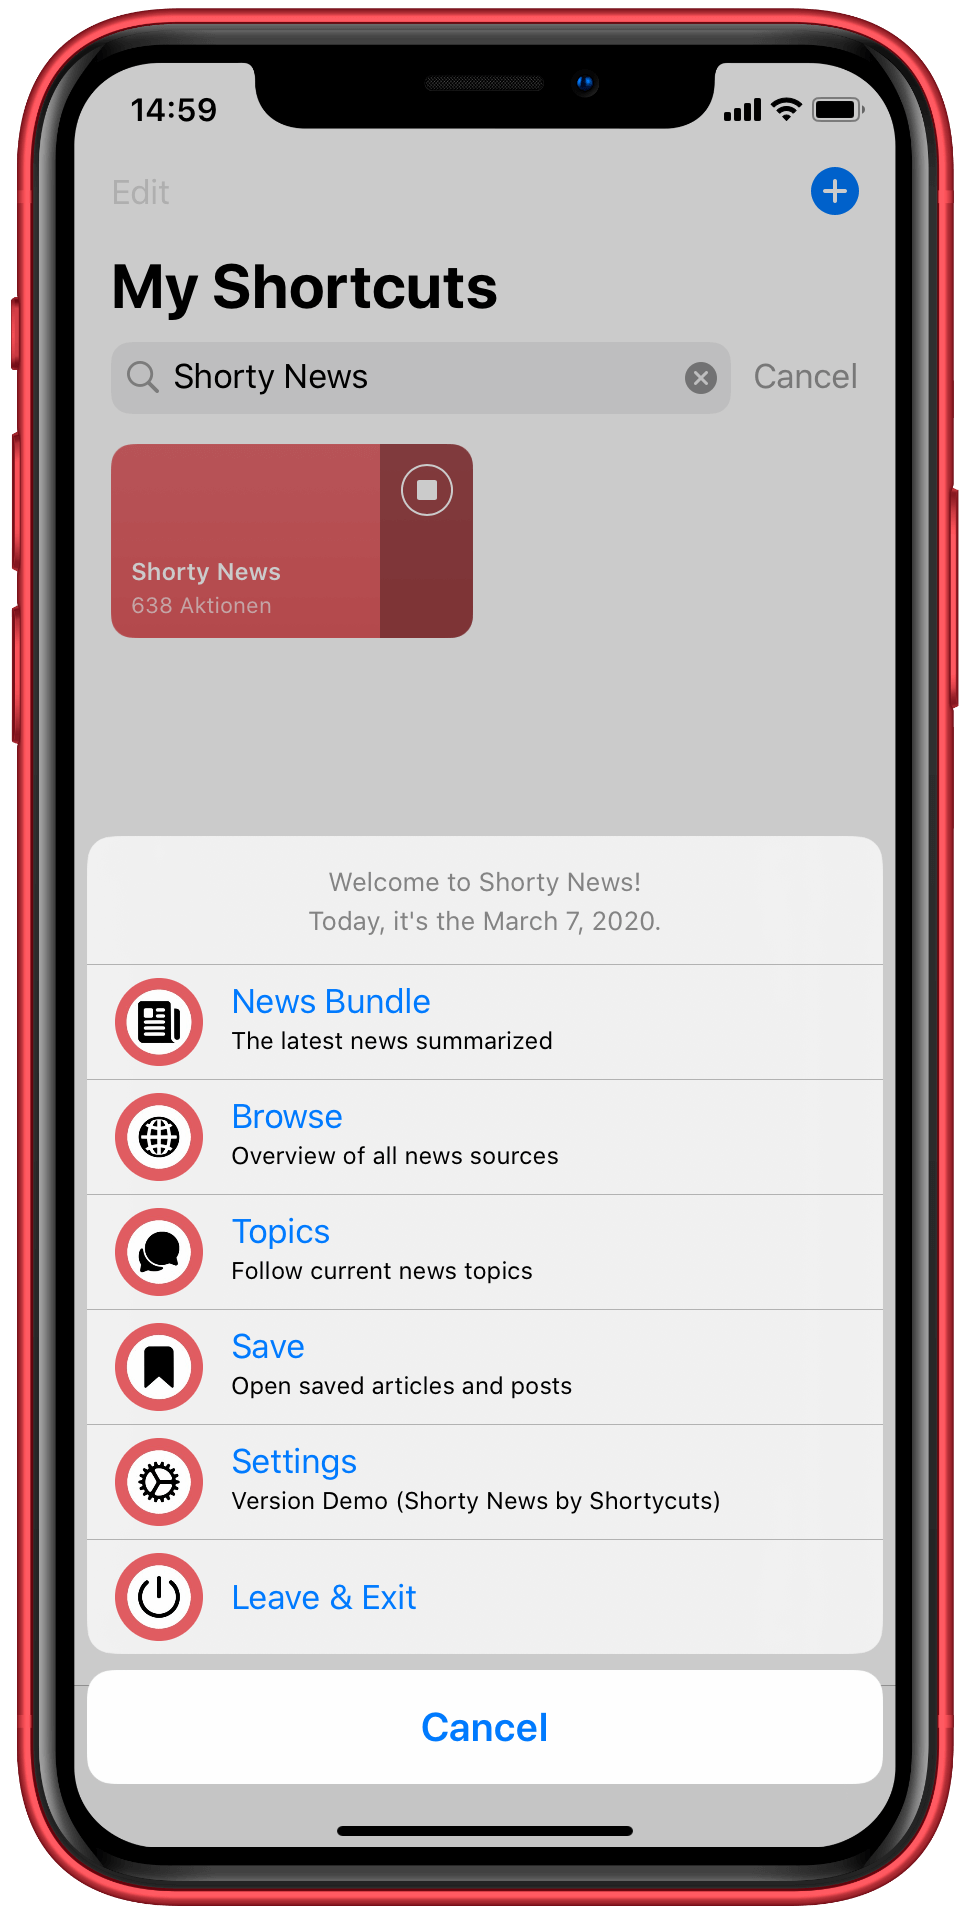 14:59
Edit
My Shortcuts
Shorty News
Cancel
Shorty News
638 Aktionen
Welcome to Shorty News!
Today, it's the March 7, 2020.
News Bundle
The latest news summarized
Browse
Overview of all news sources
Topics
Follow current news topics
Save
Open saved articles and posts
Settings
Version Demo (Shorty News by Shortycuts)
Leave & Exit
Cancel